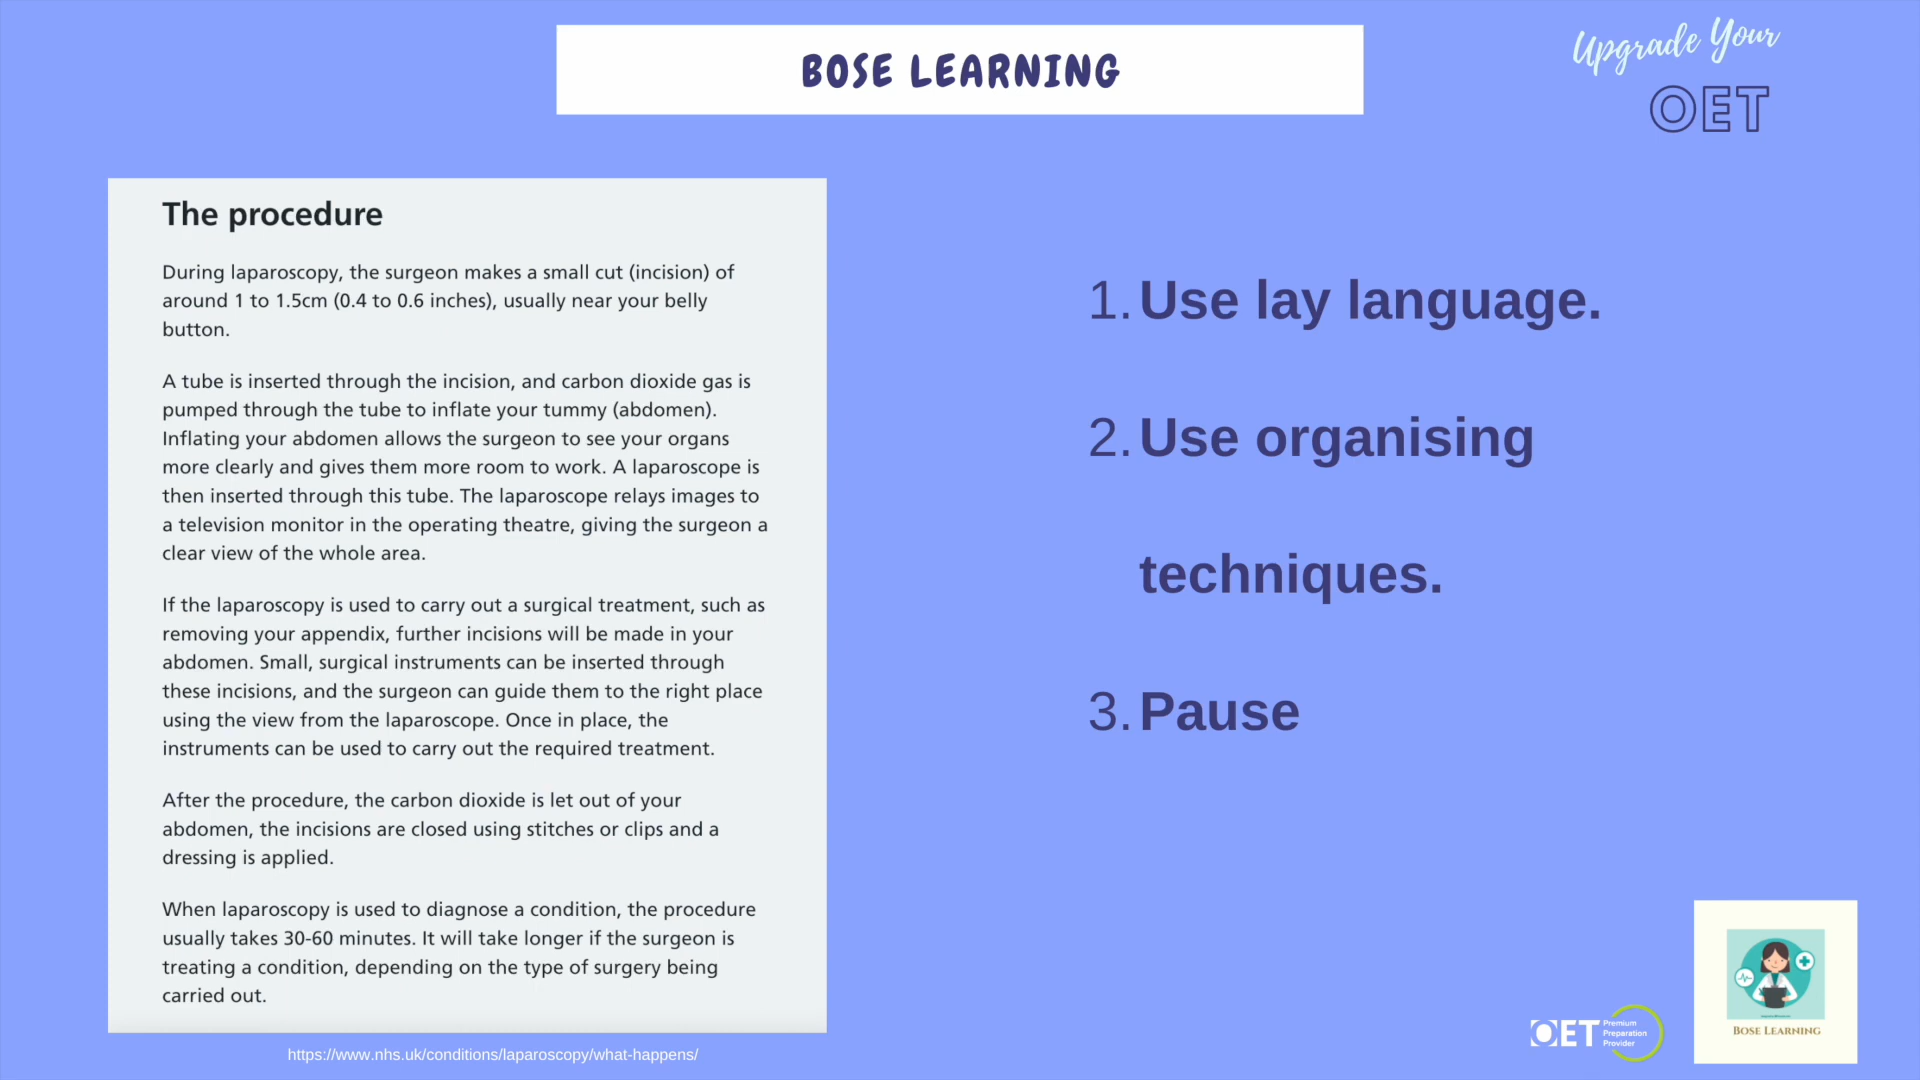 BOSE LEARNING
Upgrade Your
OET
The procedure
During laparoscopy, the surgeon makes a small cut (incision) of
around 1 to 1.5cm (0.4 to 0.6 inches), usually near your belly
button.
A tube is inserted through the incision, and carbon dioxide gas is
pumped through the tube to inflate your tummy (abdomen).
Inflating your abdomen allows the surgeon to see your organs
more clearly and gives them more room to work. A laparoscope is
then inserted through this tube. The laparoscope relays images to
a television monitor in the operating theatre, giving the surgeon a
clear view of the whole area.
If the laparoscopy is used to carry out a surgical treatment, such as
removing your appendix, further incisions will be made in your
abdomen. Small, surgical instruments can be inserted through
these incisions, and the surgeon can guide them to the right place
using the view from the laparoscope. Once in place, the
instruments can be used to carry out the required treatment.
After the procedure, the carbon dioxide is let out of your
abdomen, the incisions are closed using stitches or clips and a
dressing is applied.
When laparoscopy is used to diagnose a condition, the procedure
usually takes 30-60 minutes. It will take longer if the surgeon is
treating a condition, depending on the type of surgery being
carried out.
https://www.nhs.uk/conditions/laparoscopy/what-happens/
1. Use lay language.
2. Use organising
techniques.
3. Pause
OET
Premium
Preparation
Provider
BOSE LEARNING